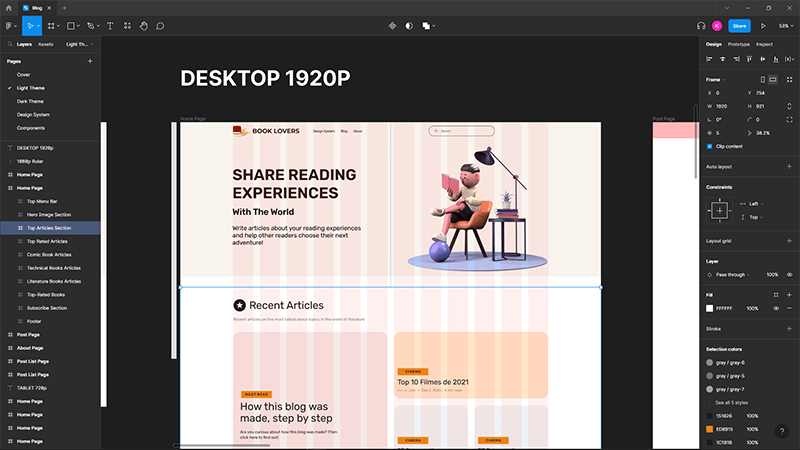 Blog
Share
53%
Layers
Assets
Light Th...
Pages
Cover
Light Theme
Dark Theme
Design System
Components
DESKTOP 1920p
1080p Ruler
Home Page
Home Page
Top Menu Bar
Hero Image Section
Top Articles Section
Top Rated Articles
Comic Book Articles
Technical Books Articles
Literature Books Articles
Top-Rated Books
Subscribe Section
Footer
Post Page
About Page
Post List Page
Post List Page
TABLET 720p
Home Page
Home Page
Home Page
Home Page
DESKTOP 1920P
Home Page
Post Page
BOOK LOVERS
Design System
Blog
About
Search
SHARE READING
EXPERIENCES
With The World
Write articles about your reading experiences
and help other readers choose their next
adventure!
Recent Articles
Recent articles on the most talked about topics in the world of literature
MUST READ
How this blog was
made, step by step
Are you curious about how this blog was made? Then
click here to find out!
CINEMA
Top 10 Filmes de 2021
CINEMA
CINEMA
Design
Prototype
Inspect
Frame
X
0
Y
754
W
1920
H
921
0°
0
5
38.2%
Clip content
Auto layout
Constraints
Left
Top
Layout grid
Layer
Pass through
100%
Fill
FFFFFF
100%
Stroke
Selection colors
gray / gray-6
gray / gray-5
gray / gray-7
See all 5 styles
151826
100%
ED8915
100%
1C1818
100%
?